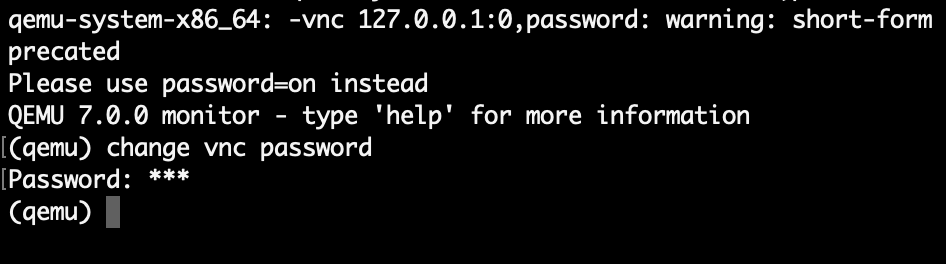 qemu-system-x86_64: -vnc 127.0.0.1:0,password: warning: short-form
precated
Please use password=on instead
QEMU 7.0.0 monitor - type 'help' for more information
[(qemu) change vnc password
[Password: ***
(qemu)